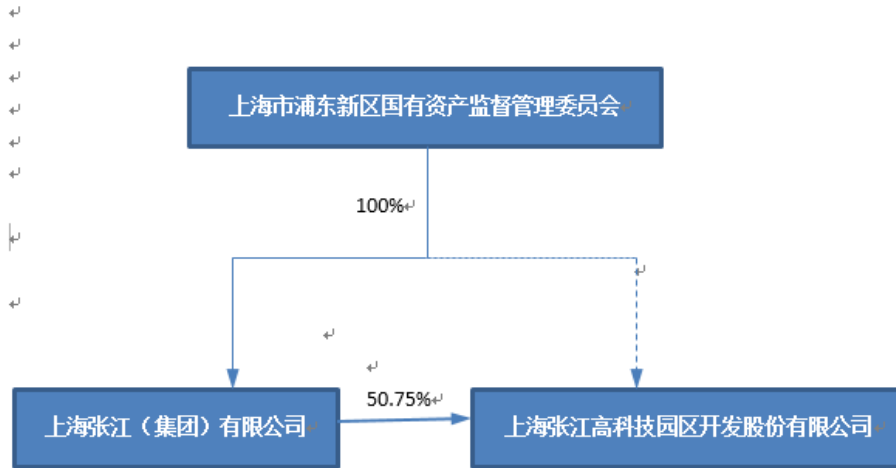 上海市浦东新区国有资产监督管理委员会
100%
50.75%
上海张江（集团）有限公司
上海张江高科技园区开发股份有限公司